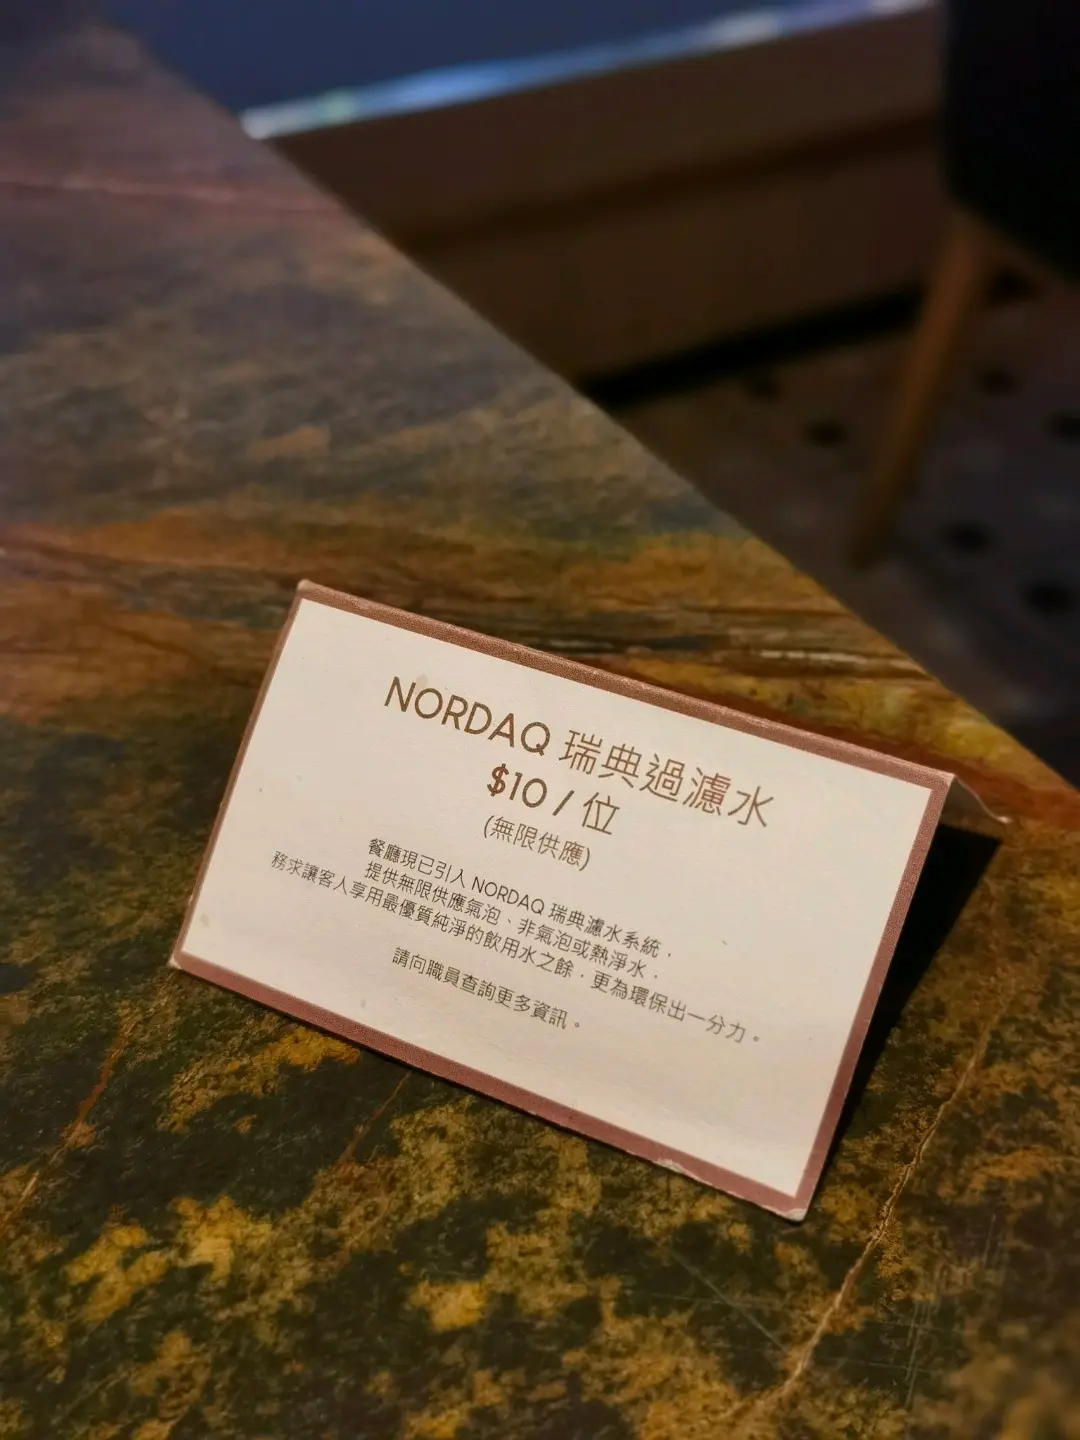 NORDAQ 瑞典過濾水
$10 / 位
(無限供應)
餐廳現已引入 NORDAQ 瑞典濾水系統，
提供無限供應氣泡、非氣泡或熱淨水，
務求讓客人享用最優質純淨的飲用水之餘，更為環保出一分力。
請向職員查詢更多資訊。